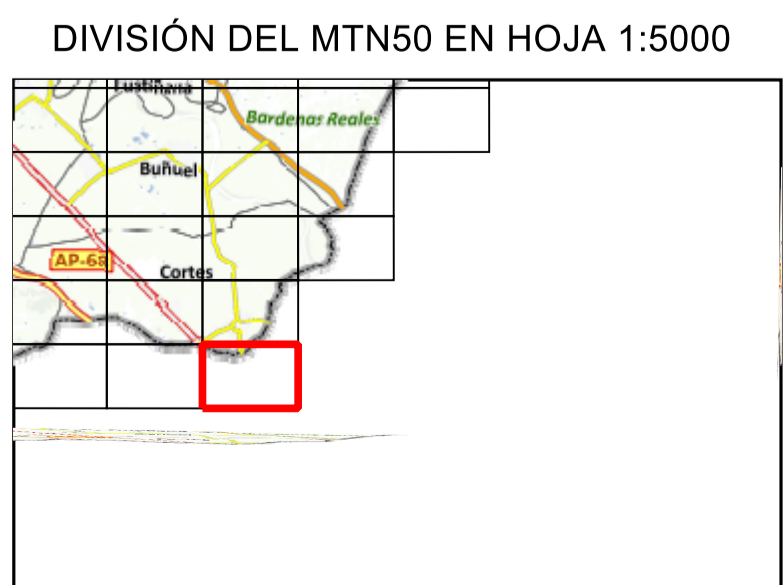 DIVISIÓN DEL MTN50 EN HOJA 1:5000
Bardenas Reales
Buñuel
AP-68
Cortes